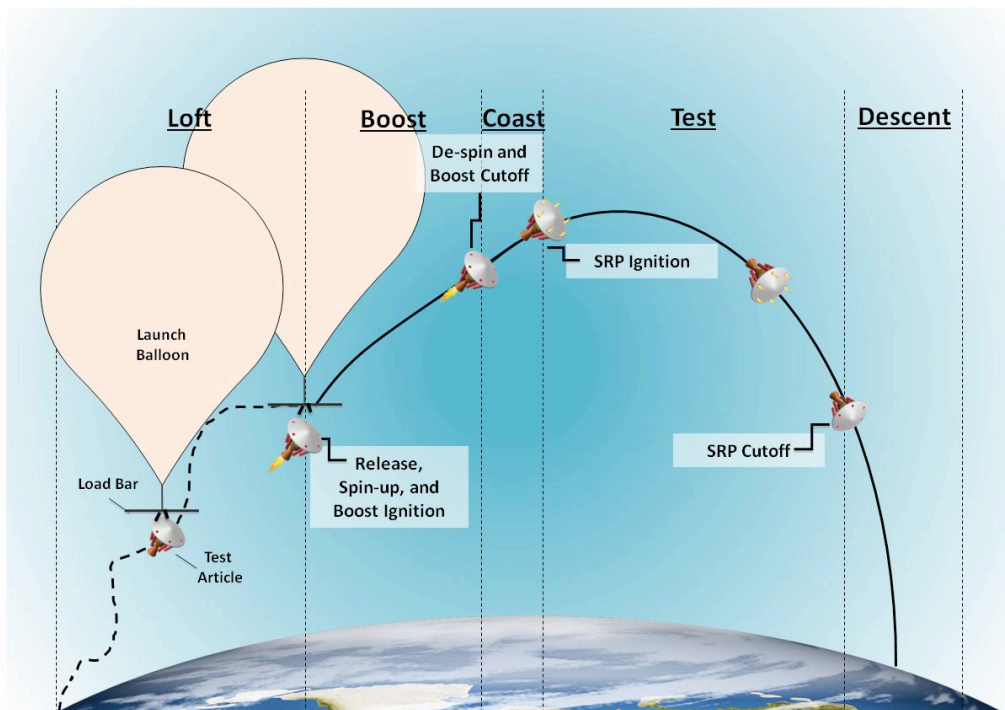 Loft
Boost
Coast
Test
Descent
De-spin and
Boost Cutoff
SRP Ignition
Launch
Balloon
SRP Cutoff
Release,
Spin-up, and
Boost Ignition
Load Bar
Test
Article